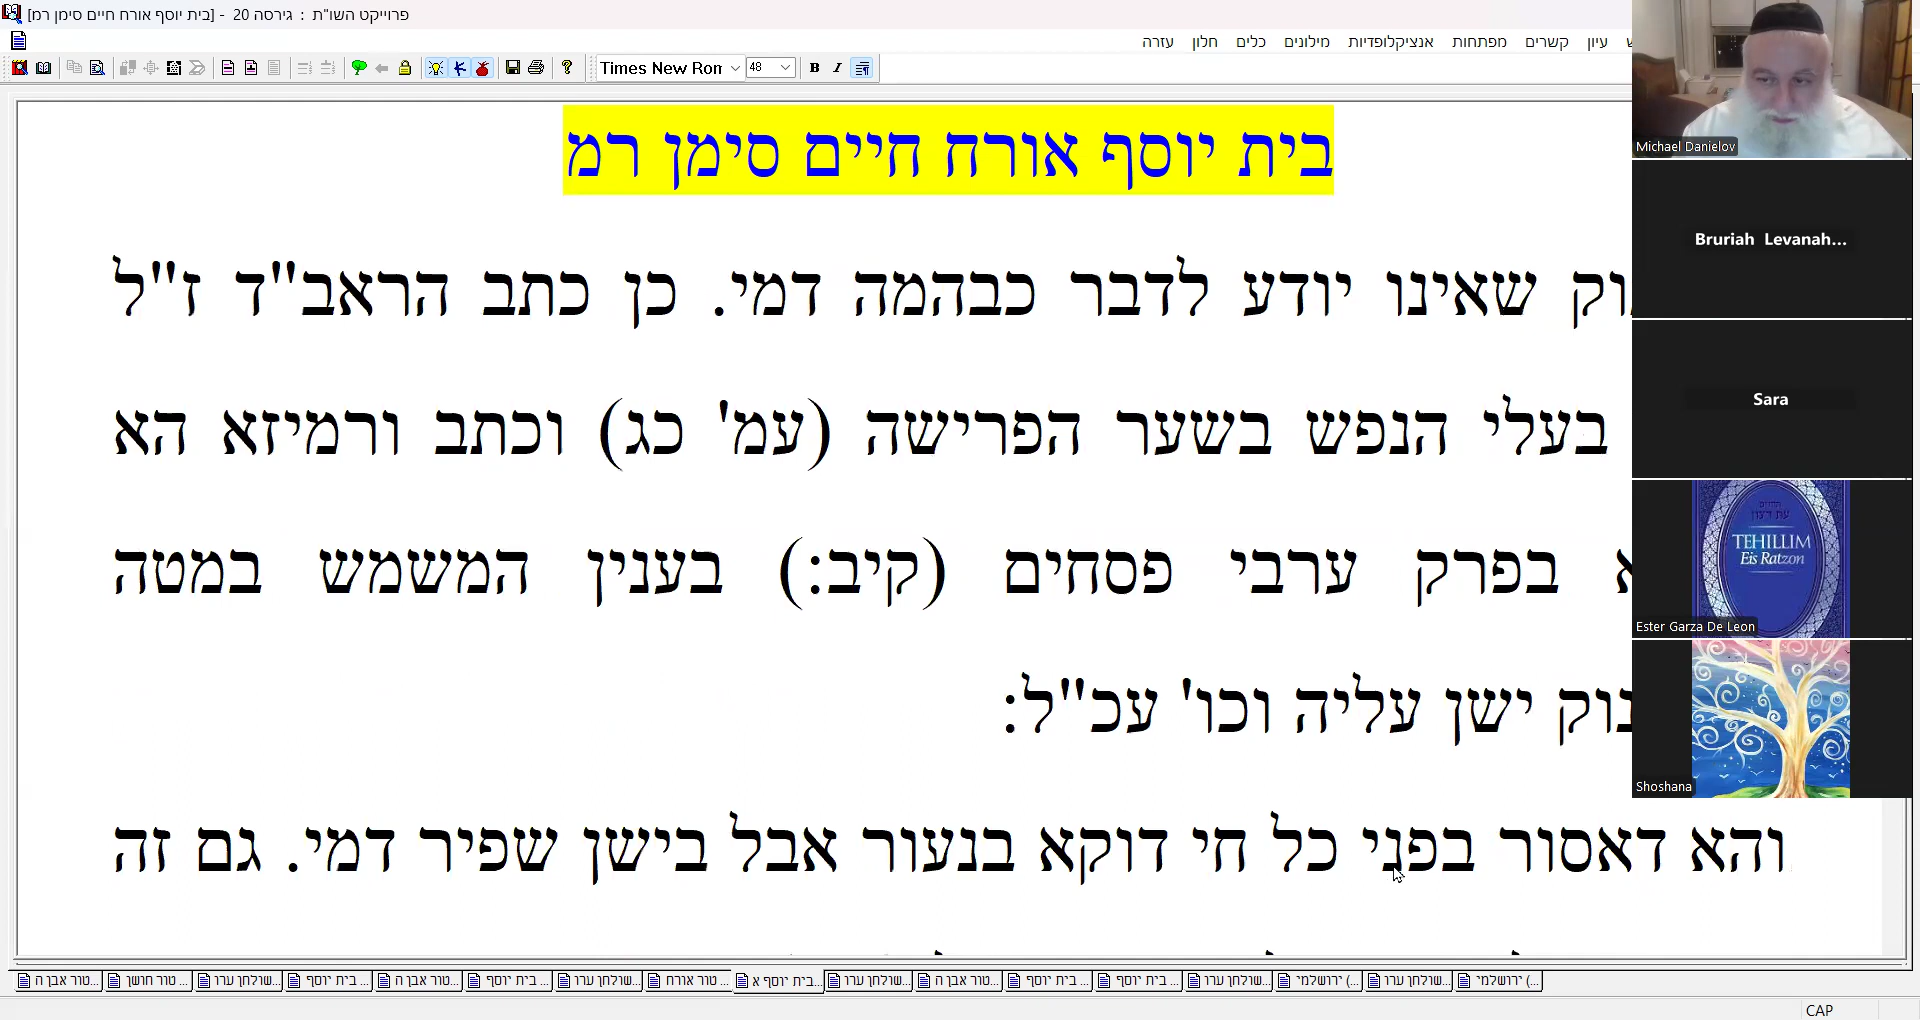 פרוייקט השו"ת : גירסה 20 - [בית יוסף אורח חיים סימן רמ]
עיון קשרים מפתחות אנציקלופדיות מילונים כלים חלון עזרה
Times New Ron 48 B I
בית יוסף אורח חיים סימן רמ
שאינו יודע לדבר כבהמה דמי. כן כתב הראב"ד ז"ל
בעלי הנפש בשער הפרישה (עמ' כג) וכתב ורמיזא הא
בפרק ערבי פסחים (קיב:) בענין המשמש במטה
ישן עליה וכו' עכ"ל:
והא דאסור בפני כל חי דוקא בנעור אבל בישן שפיר דמי. גם זה
Michael Danielov
Bruriah Levanah...
Sara
TEHILLIM
Eis Ratzon
Ester Garza De Leon
Shoshana
(... ירושלמי
שולחן ערו...
(... ירושלמי
שולחן ערו...
בית יוסף ...
בית יוסף ...
טור אבן ה...
שולחן ערו...
בית יוסף א...
טור אורח ...
שולחן ערו...
בית יוסף ...
טור אבן ה...
בית יוסף ...
שולחן ערו...
טור חושן ...
טור אבן ה...
CAP